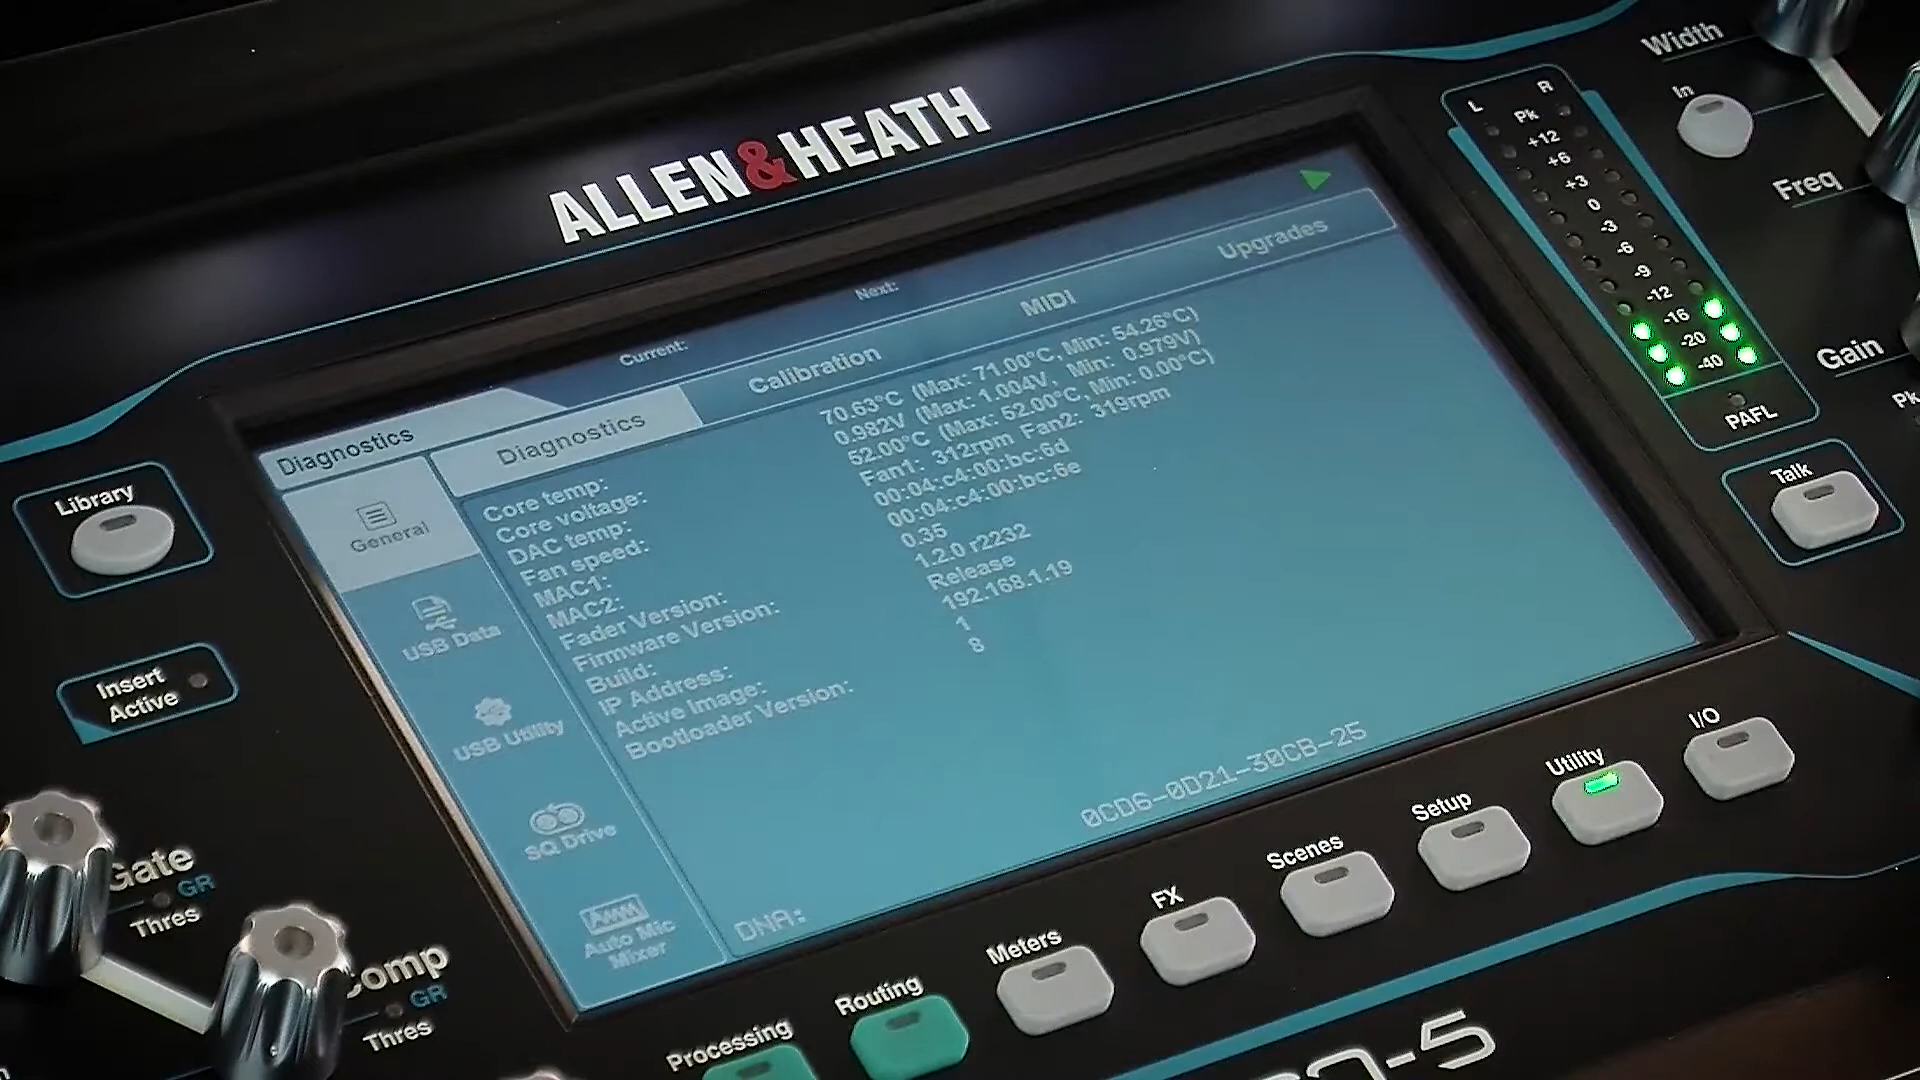 ALLEN&HEATH
Current:
Next:
Diagnostics
Diagnostics
Calibration
MIDI
Upgrades
General
USB Data
USB Utility
SQ Drive
Auto Mic
Mixer
Core temp: 70.63°C (Max: 71.00°C, Min: 54.26°C)
Core voltage: 0.982V (Max: 1.004V, Min: 0.979V)
DAC temp: 52.00°C (Max: 52.00°C, Min: 0.00°C)
Fan speed: Fan1: 312rpm Fan2: 319rpm
MAC1: 00:04:c4:00:bc:6d
MAC2: 00:04:c4:00:bc:6e
Fader Version: 0.35
Firmware Version: 1.2.0 r2232
Build: Release
IP Address: 192.168.1.19
Active Image: 1
Bootloader Version: 8
DNA: 0CD6-0D21-30CB-25
Library
Insert
Active
Gate
GR
Thres
Comp
GR
Thres
Processing
Routing
Meters
FX
Scenes
Setup
Utility
I/O
L R
Pk
+12
+6
+3
0
-3
-6
-9
-12
-16
-20
-40
PAFL
Talk
Width
In
Freq
Gain
Pk
-5